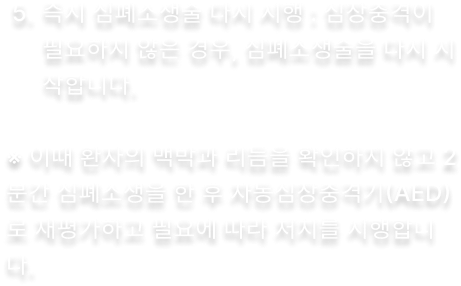 5. 즉시 심폐소생술 다시 시행 : 심장충격이
필요하지 않은 경우, 심폐소생술을 다시 시
작합니다.
※ 이때 환자의 맥박과 리듬을 확인하지 않고 2
분간 심폐소생술 한 후 자동심장충격기(AED)
로 재평가하고 필요에 따라 처치를 시행합니
다.